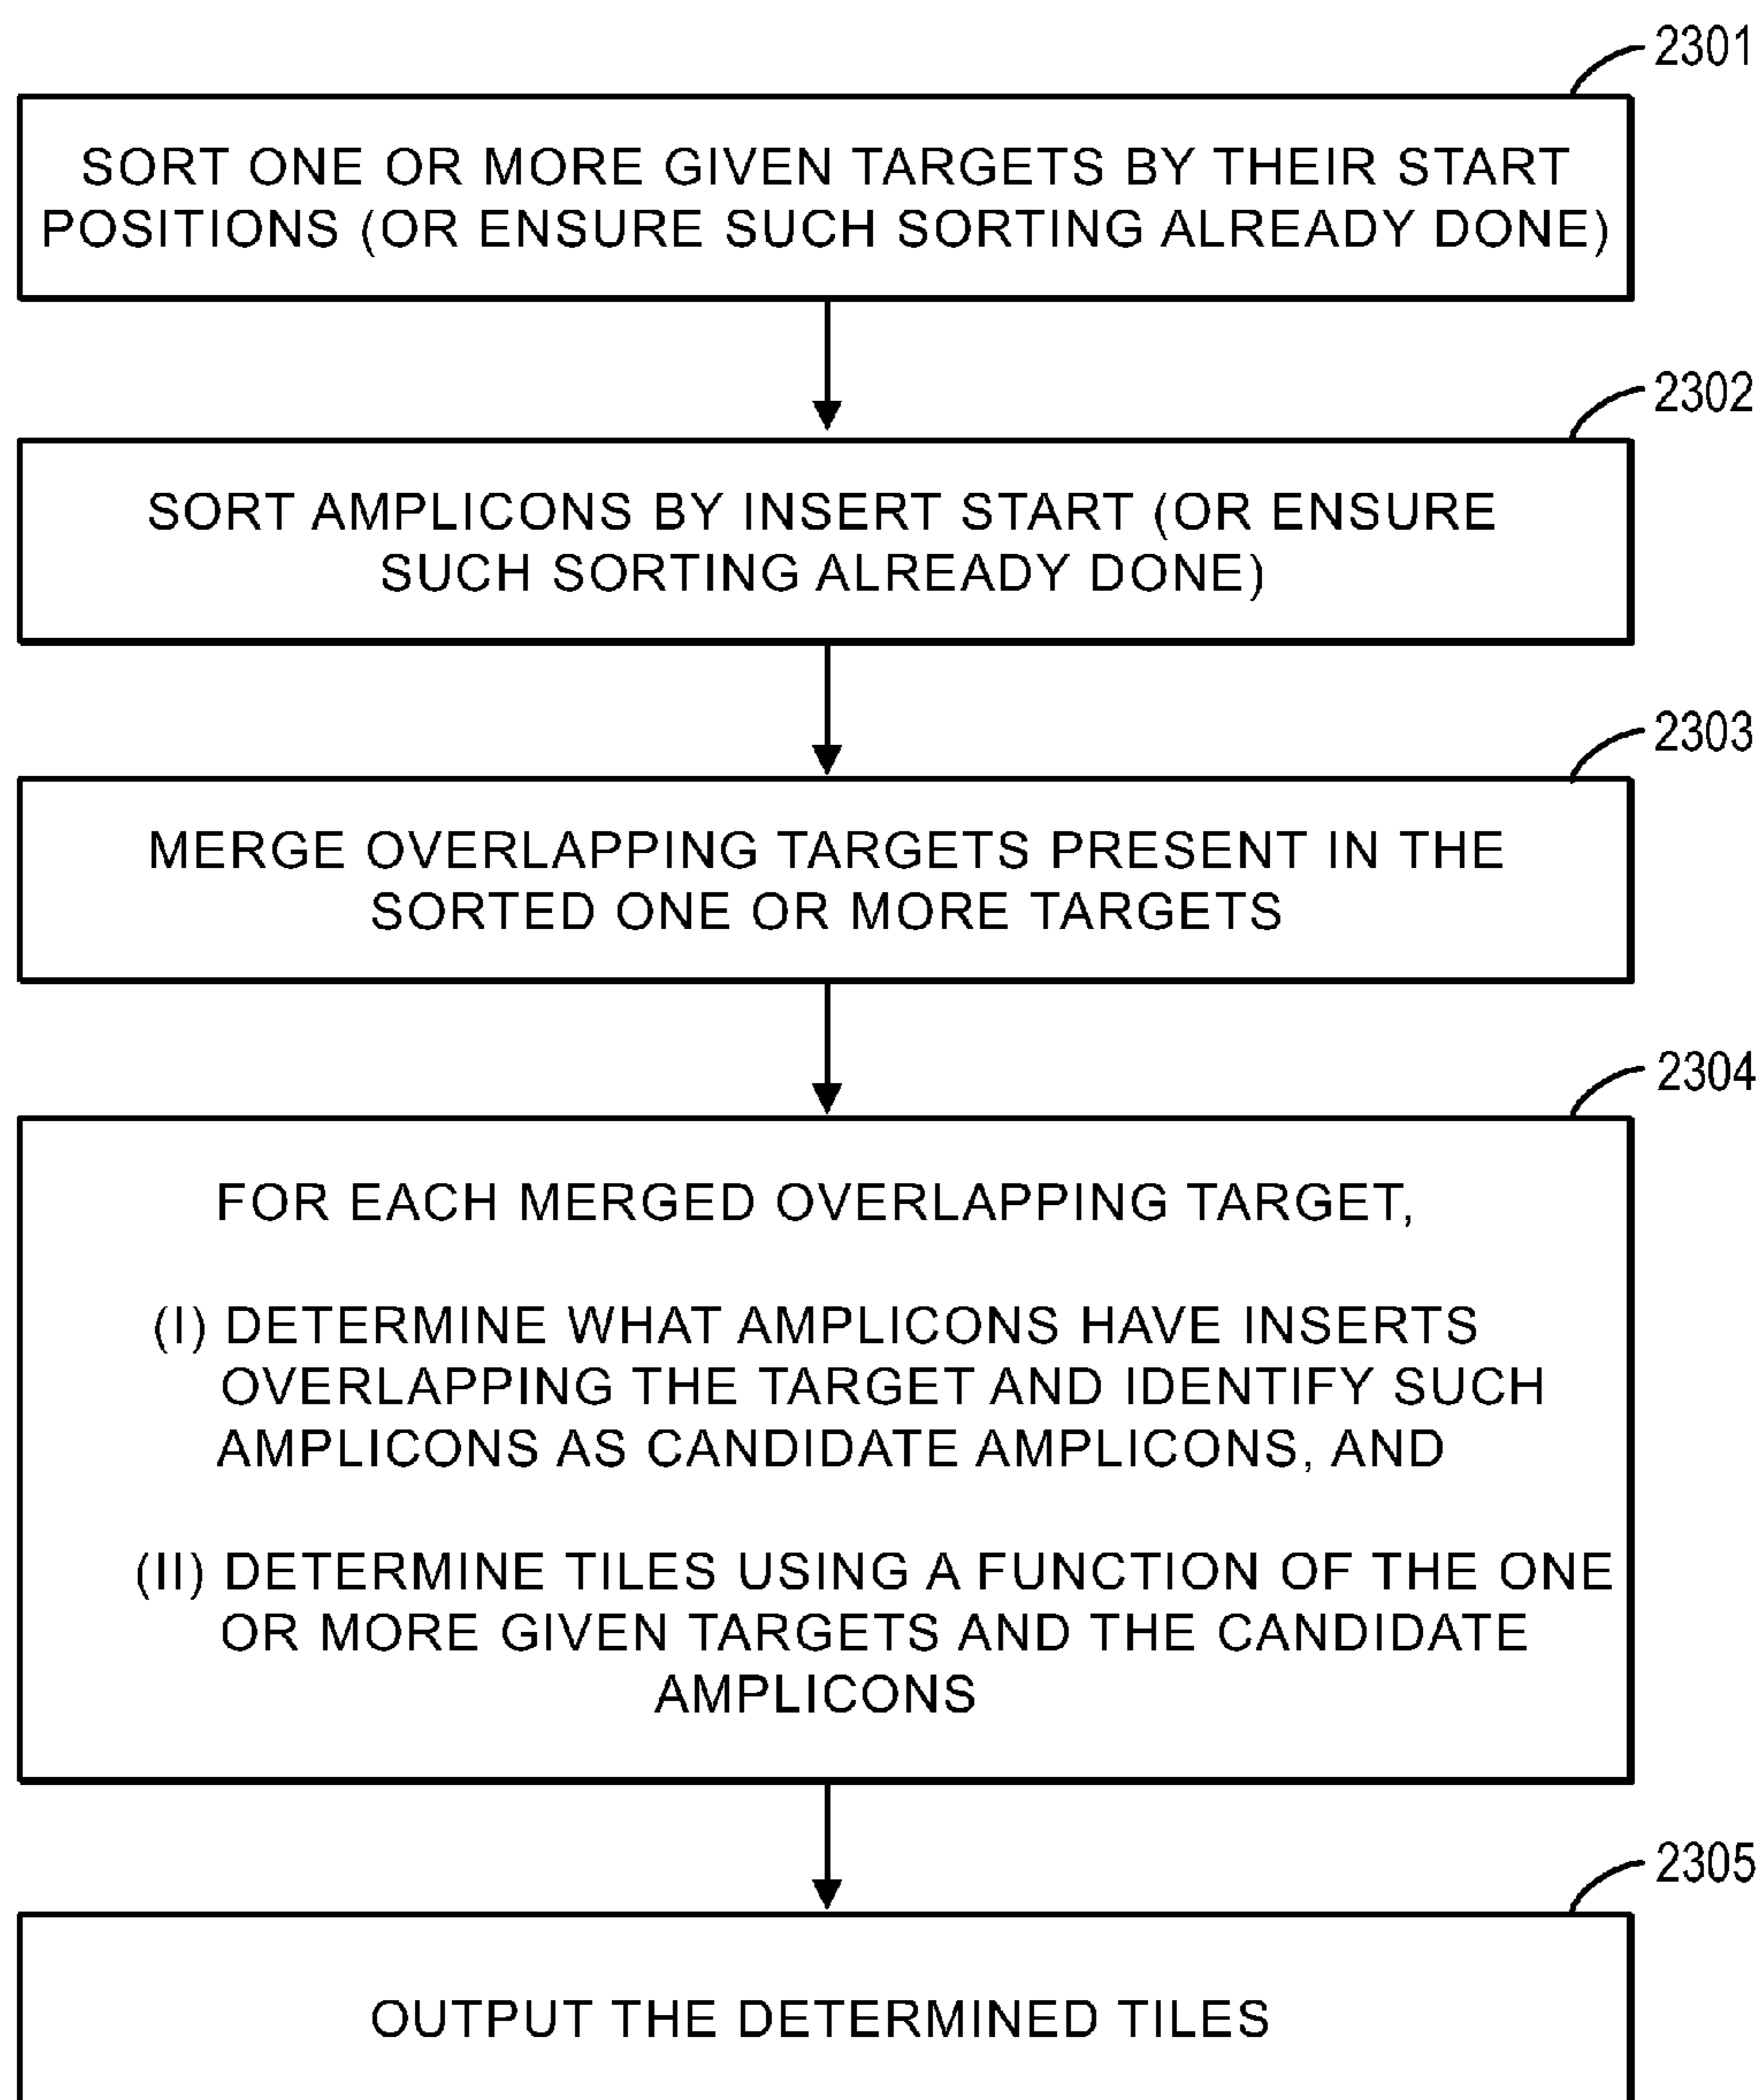 2301
SORT ONE OR MORE GIVEN TARGETS BY THEIR START
POSITIONS (OR ENSURE SUCH SORTING ALREADY DONE)
2302
SORT AMPLICONS BY INSERT START (OR ENSURE
SUCH SORTING ALREADY DONE)
2303
MERGE OVERLAPPING TARGETS PRESENT IN THE
SORTED ONE OR MORE TARGETS
2304
FOR EACH MERGED OVERLAPPING TARGET,
(I) DETERMINE WHAT AMPLICONS HAVE INSERTS
OVERLAPPING THE TARGET AND IDENTIFY SUCH
AMPLICONS AS CANDIDATE AMPLICONS, AND
(II) DETERMINE TILES USING A FUNCTION OF THE ONE
OR MORE GIVEN TARGETS AND THE CANDIDATE
AMPLICONS
2305
OUTPUT THE DETERMINED TILES